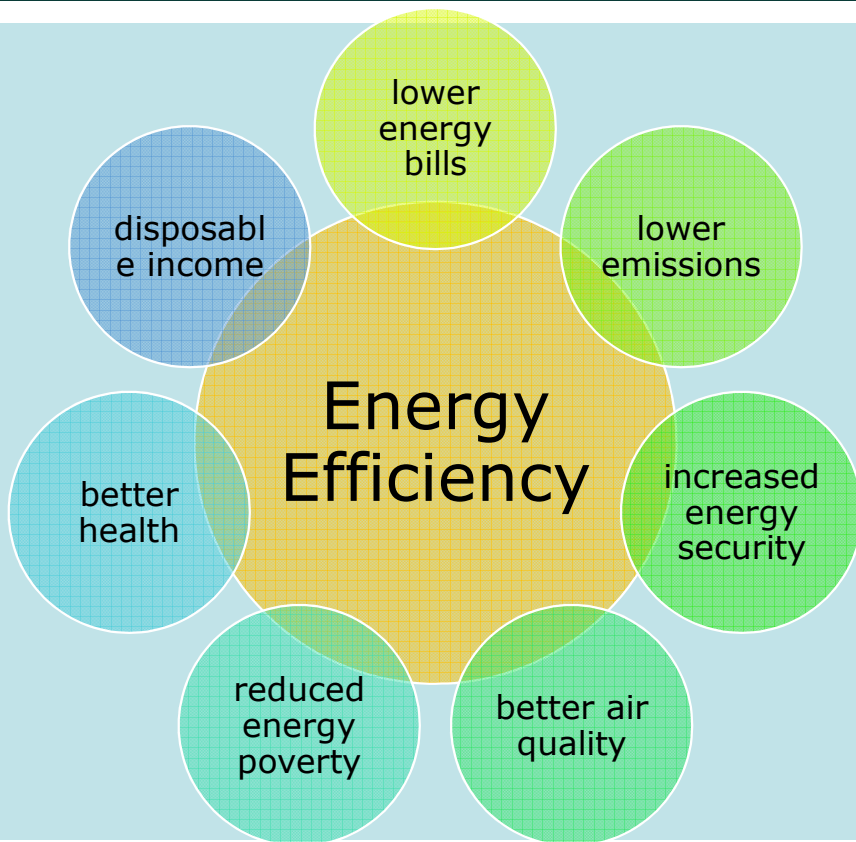 lower
energy
bills
lower
emissions
increased
energy
security
better air
quality
reduced
energy
poverty
better
health
disposabl
e income
Energy
Efficiency